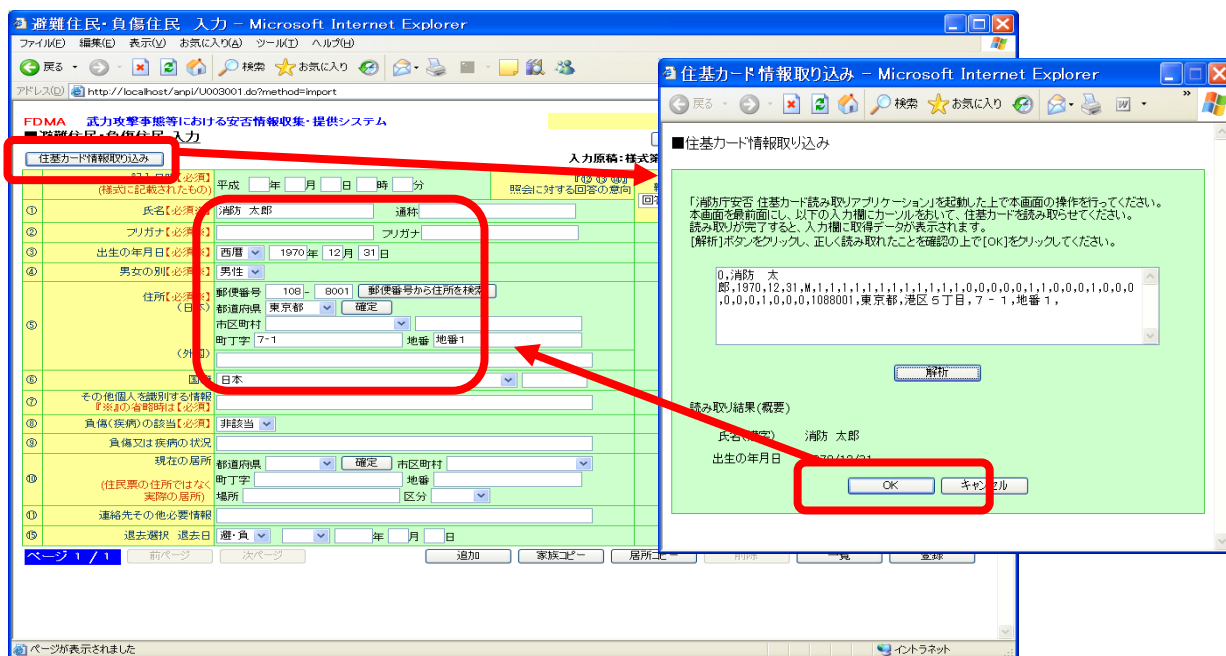 避難住民・負傷住民 入力 - Microsoft Internet Explorer
ファイル(F) 編集(E) 表示(V) お気に入り(A) ツール(T) ヘルプ(H)
戻る 検索 お気に入り
アドレス(D) http://localhost/anpi/U003001.do?method=import
FDMA 武力攻撃事態等における安否情報収集・提供システム
■避難住民・負傷住民 入力
住基カード情報取り込み
入力原稿:様式第
【必須】
(様式に記載されたもの)
平成 年 月 日 時 分
照会に対する回答の意向
① 氏名【必須※】 消防 太郎 通称
② フリガナ【必須※】 フリガナ
③ 出生の年月日【必須※】 西暦 1970 年 12 月 31 日
④ 男女の別【必須※】 男性
⑤ 住所【必須※】 郵便番号 108 - 8001 郵便番号から住所を検索
(日本) 都道府県 東京都 確定
市区町村
町丁字 7-1 地番 地番1
(外国)
⑥ 日本
⑦ その他個人を識別する情報
『※』の省略時は【必須】
⑧ 負傷(疾病)の該当【必須】 非該当
⑨ 負傷又は疾病の状況
⑩ 現在の居所 都道府県 確定 市区町村
(住民票の住所ではなく 町丁字 地番
実際の居所) 場所 区分
⑪ 連絡先その他必要情報
⑮ 退去選択 退去日 避・負 年 月 日
ページ 1 / 1 前ページ 次ページ 追加 家族コピー 居所コピー 削除 一覧 登録
ページが表示されました
イントラネット
住基カード情報取り込み - Microsoft Internet Explorer
戻る 検索 お気に入り
■住基カード情報取り込み
「消防庁安否 住基カード読み取りアプリケーション」を起動した上で本画面の操作を行ってください。
本画面を最前面にし、以下の入力欄にカーソルをおいて、住基カードを読み取らせてください。
読み取りが完了すると、入力欄に取得データが表示されます。
[解析]ボタンをクリックし、正しく読み取れたことを確認の上で[OK]をクリックしてください。
0,消防 太
郎,1970,12,31,M,1,1,1,1,1,1,1,1,1,1,1,1,0,0,0,0,0,1,1,0,0,0,1,0,0,0
,0,0,0,1,0,0,0,1088001,東京都,港区5丁目,7-1,地番1,
解析
読み取り結果(概要)
氏名(漢字) 消防 太郎
出生の年月日
OK キャンセル